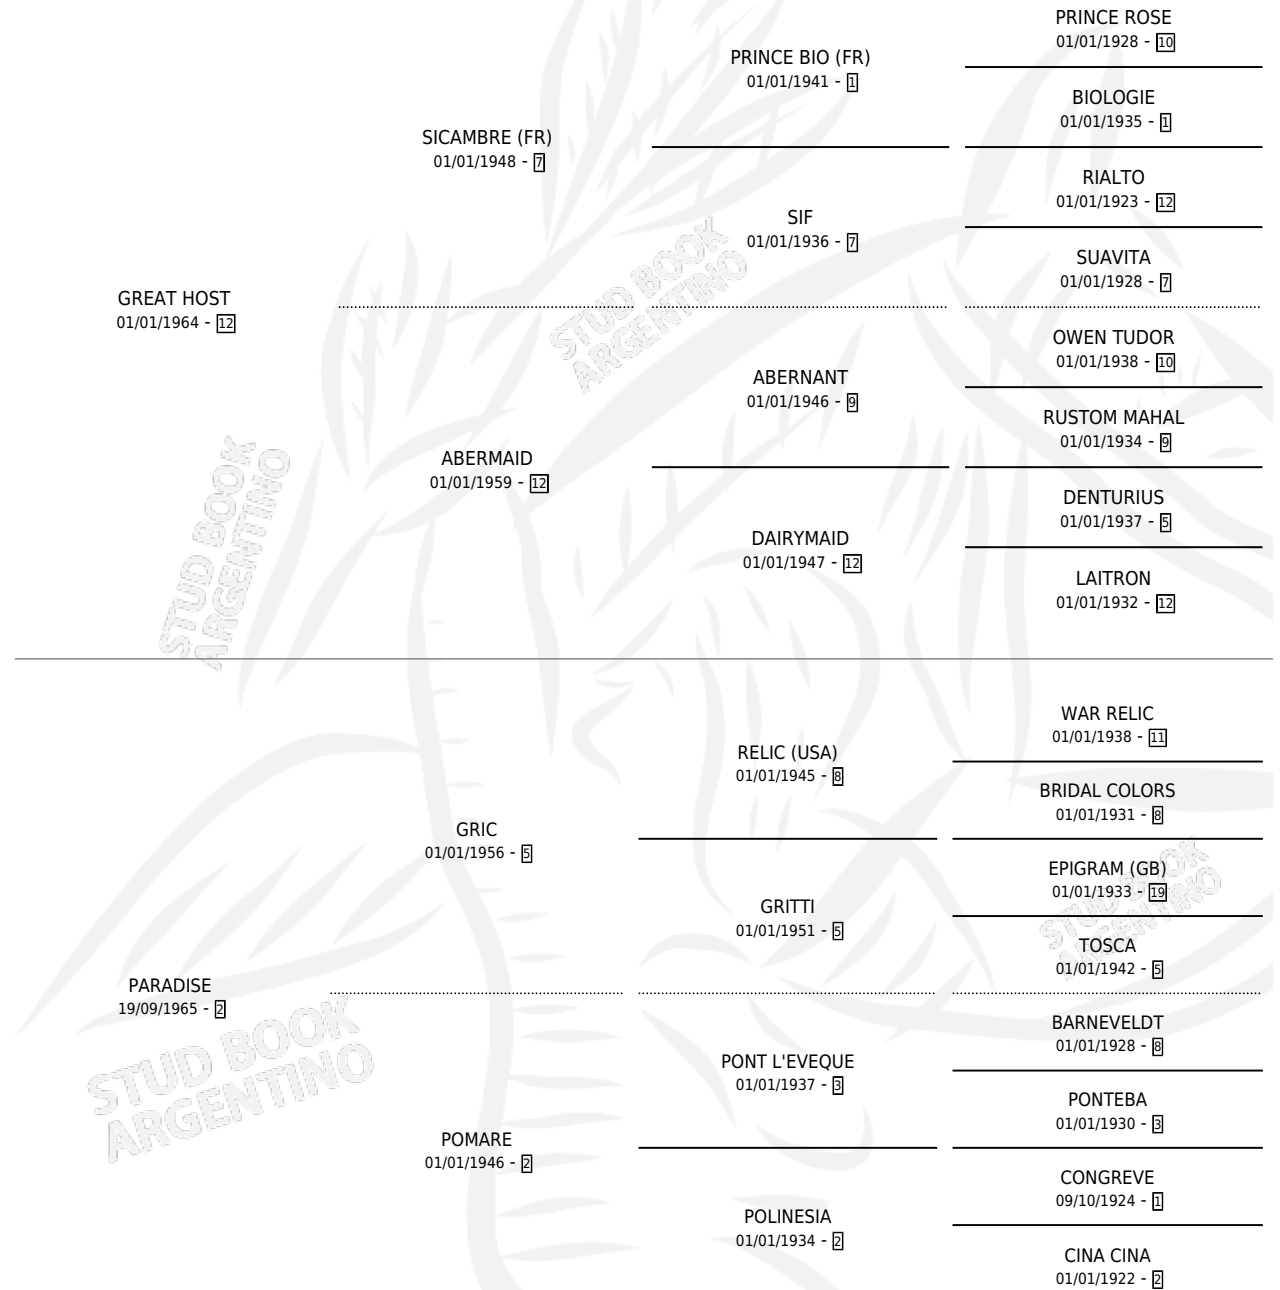 PRINCE ROSE
01/01/1928 - 10
PRINCE BIO (FR)
01/01/1941 - 1
BIOLOGIE
01/01/1935 - 1
SICAMBRE (FR)
01/01/1948 - 7
RIALTO
01/01/1923 - 12
SIF
01/01/1936 - 7
SUAVITA
01/01/1928 - 7
GREAT HOST
01/01/1964 - 12
STUD BOOK
ARGENTINO
OWEN TUDOR
01/01/1938 - 10
ABERNANT
01/01/1946 - 9
RUSTOM MAHAL
01/01/1934 - 9
ABERMAID
01/01/1959 - 12
DENTURIUS
01/01/1937 - 5
DAIRYMAID
01/01/1947 - 12
LAITRON
01/01/1932 - 12
STUD BOOK
ARGENTINO
WAR RELIC
01/01/1938 - 11
RELIC (USA)
01/01/1945 - 8
BRIDAL COLORS
01/01/1931 - 8
GRIC
01/01/1956 - 5
EPIGRAM (GB)
01/01/1933 - 19
GRITTI
01/01/1951 - 5
TOSCA
01/01/1942 - 5
STUD BOOK
ARGENTINO
PARADISE
19/09/1965 - 2
BARNEVELDT
01/01/1928 - 8
PONT L'EVEQUE
01/01/1937 - 3
PONTEBA
01/01/1930 - 3
STUD BOOK
ARGENTINO
POMARE
01/01/1946 - 2
CONGREVE
09/10/1924 - 1
POLINESIA
01/01/1934 - 2
CINA CINA
01/01/1922 - 2